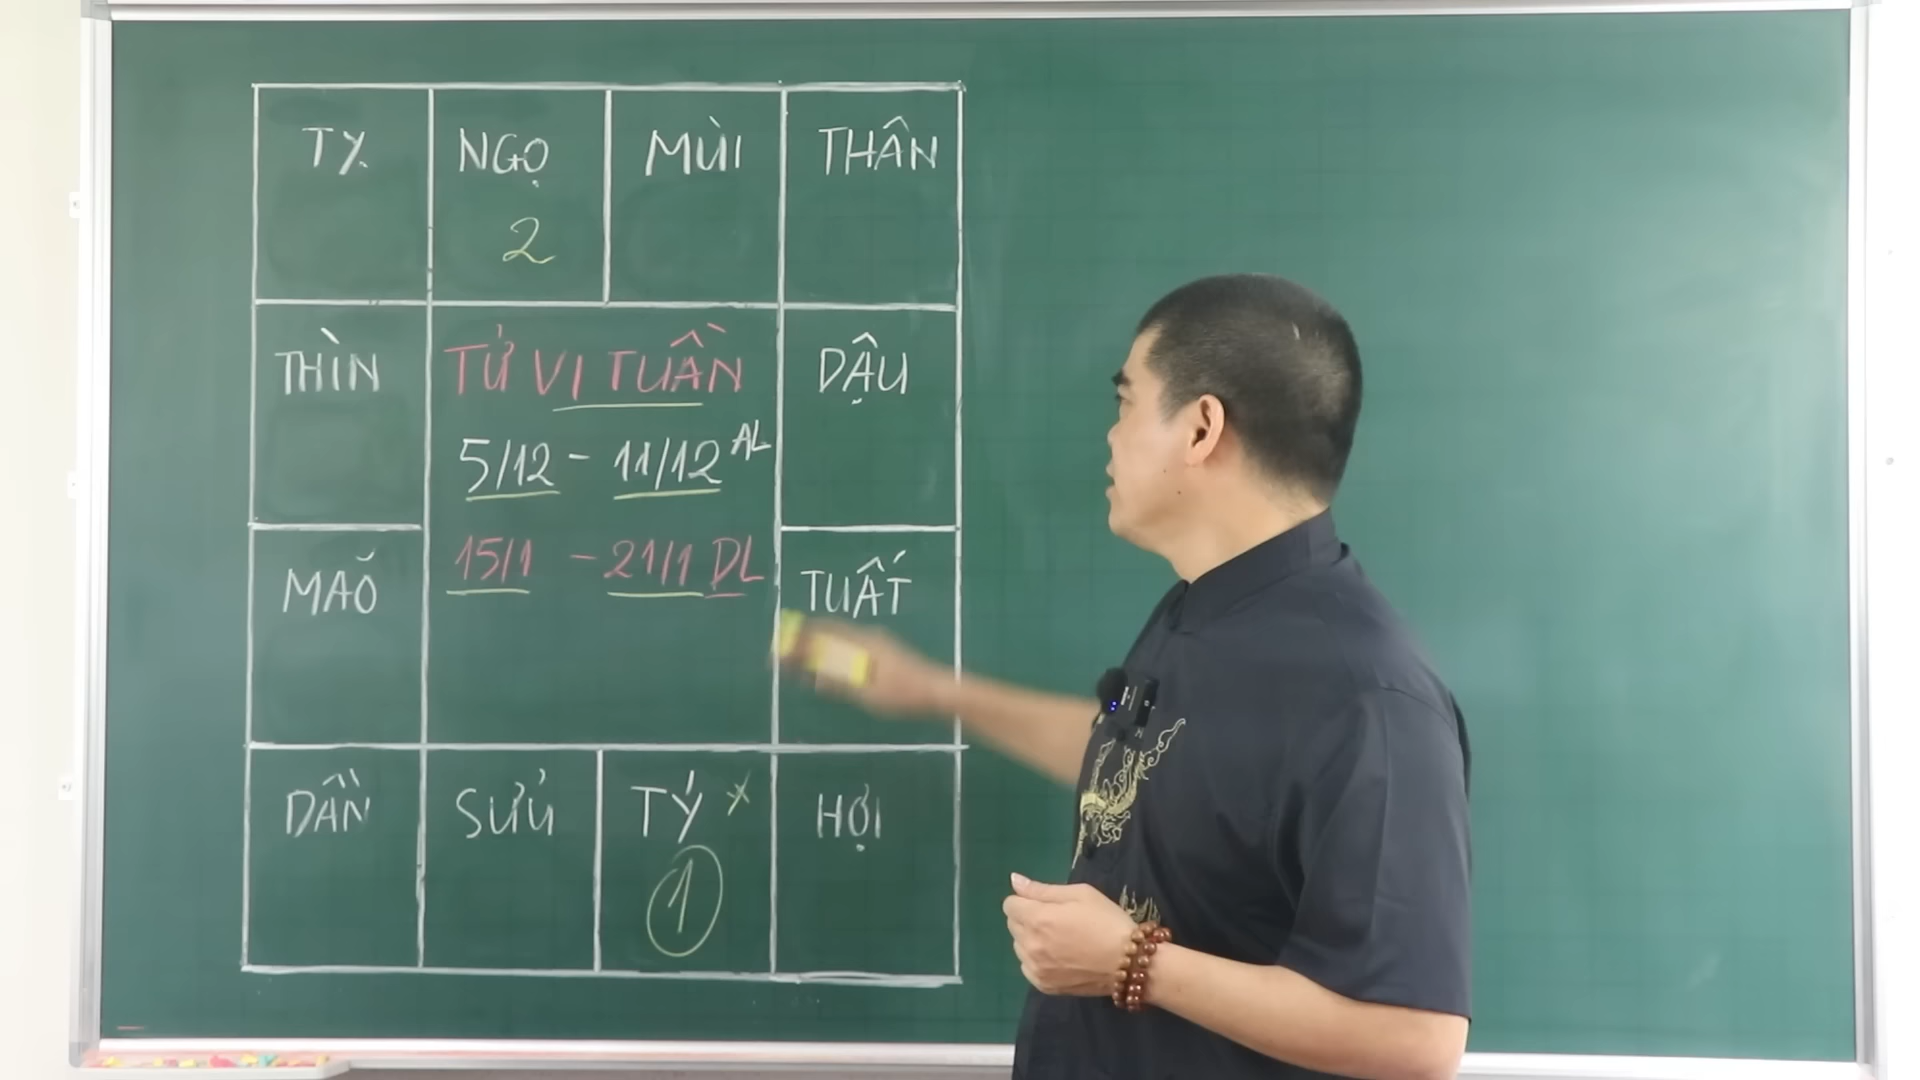 TỴ
NGỌ
2
MÙI
THÂN
THÌN
TỬ VI TUẦN
5/12 - 11/12 AL
15/1 - 21/1 DL
DẬU
MÃO
TUẤT
DẦN
SỬU
TÝ x
1
HỢI